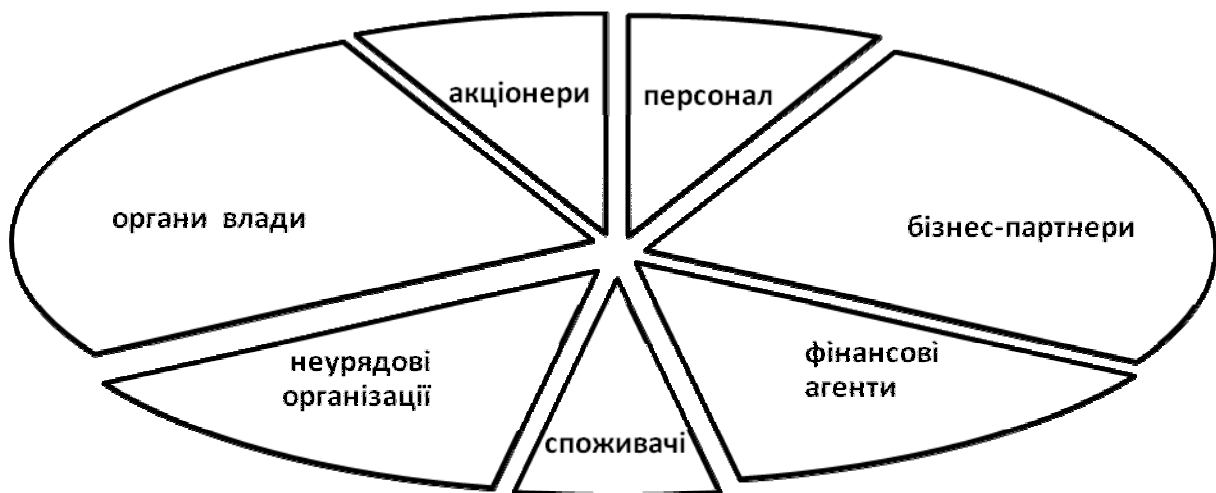 акціонери
персонал
органи влади
бізнес-партнери
неурядові
організації
фінансові
агенти
споживачі